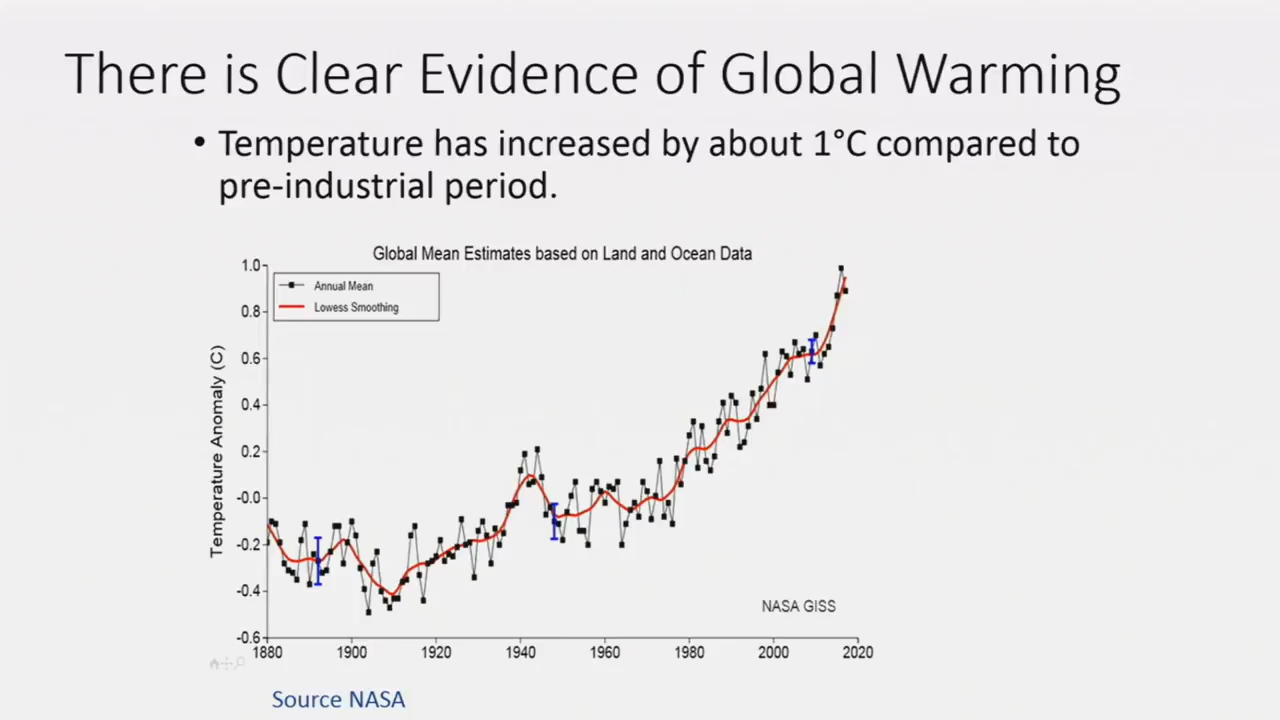 There is Clear Evidence of Global Warming
• Temperature has increased by about 1°C compared to
pre-industrial period.
Global Mean Estimates based on Land and Ocean Data
1.0
Annual Mean
Lowess Smoothing
0.8
0.6
0.4
0.2
-0.0
-0.2
-0.4
-0.6
Temperature Anomaly (C)
NASA GISS
1880 1900 1920 1940 1960 1980 2000 2020
Source NASA